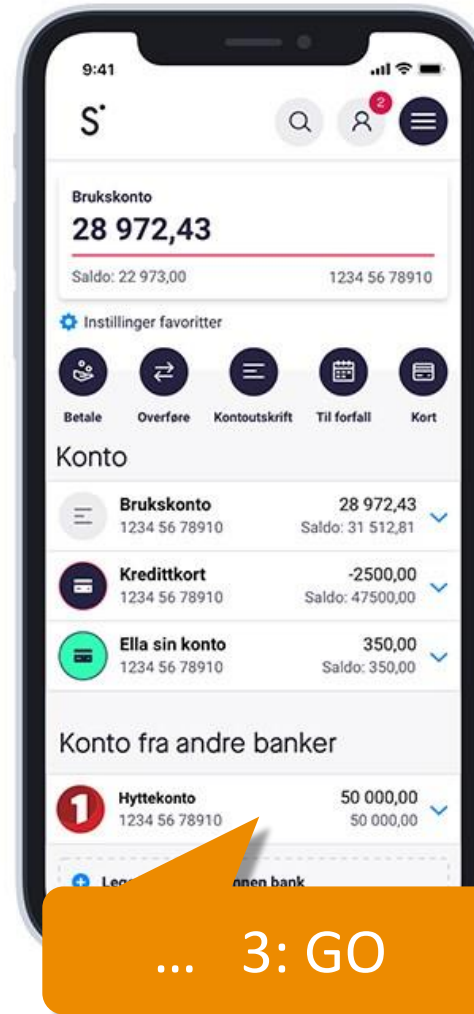 9:41
S
2
Brukskonto
28 972,43
Saldo: 22 973,00 1234 56 78910
Instillinger favoritter
Betale Overføre Kontoutskrift Til forfall Kort
Konto
Brukskonto 28 972,43
1234 56 78910 Saldo: 31 512,81
Kredittkort -2500,00
1234 56 78910 Saldo: 47500,00
Ella sin konto 350,00
1234 56 78910 Saldo: 350,00
Konto fra andre banker
1 Hyttekonto 50 000,00
1234 56 78910 50 000,00
bank
... 3: GO